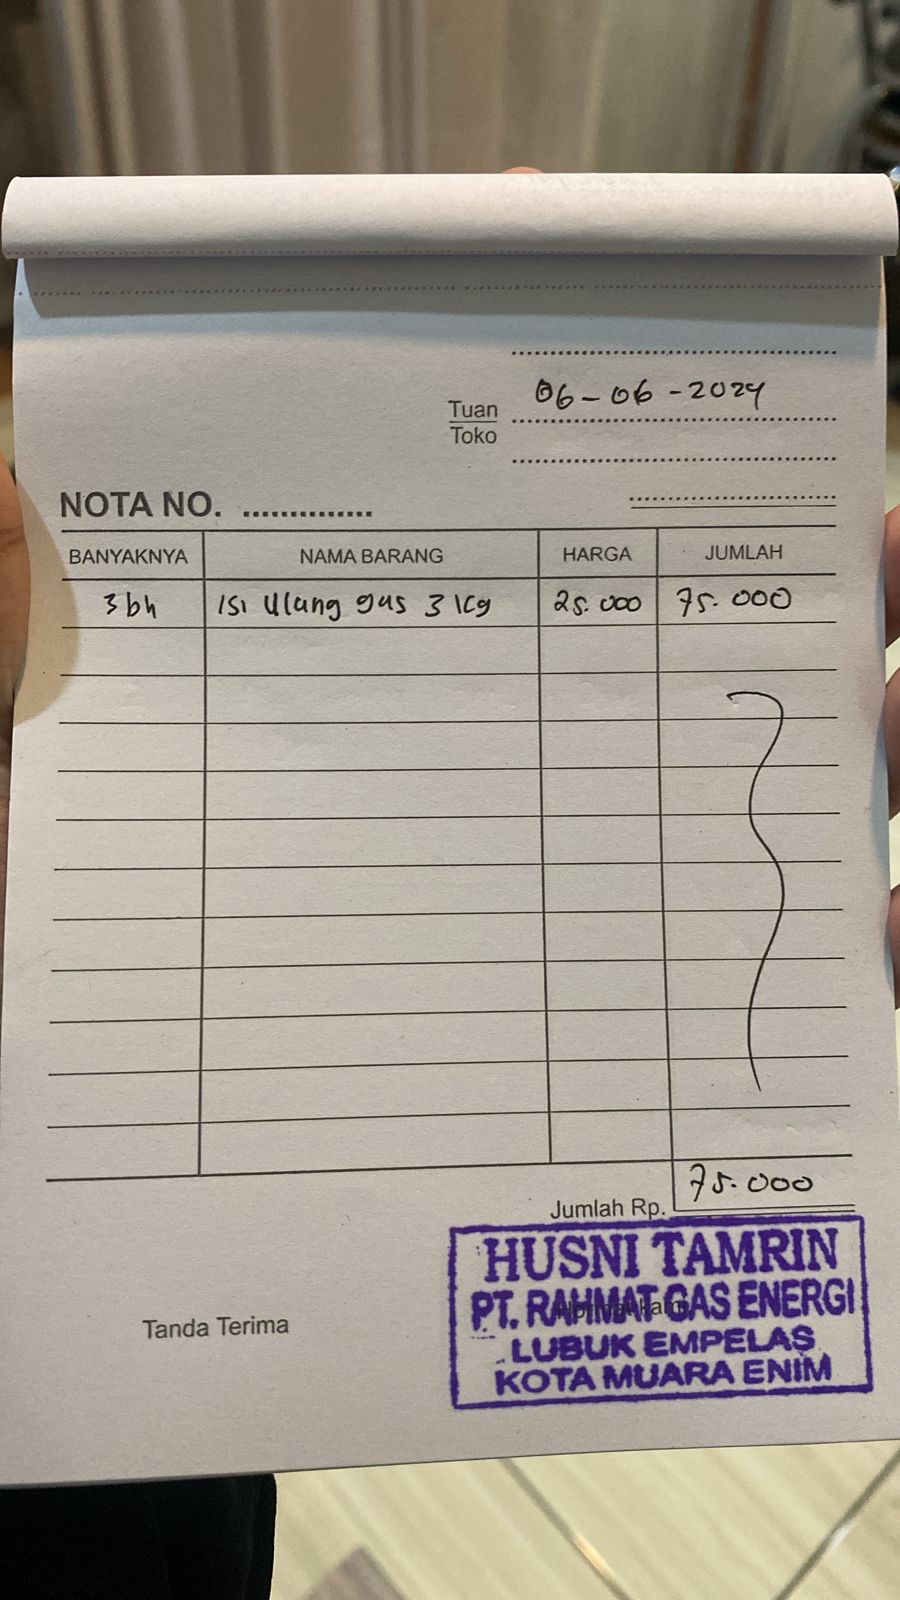 06-06-2024
Tuan
Toko
NOTA NO. ..............
BANYAKNYA NAMA BARANG HARGA JUMLAH
3 bh Isi Ulang gas 3 kg 25.000 75.000
75.000
Jumlah Rp.
Tanda Terima Hormat kami
HUSNI TAMRIN
PT. RAHMAT GAS ENERGI
LUBUK EMPELAS
KOTA MUARA ENIM